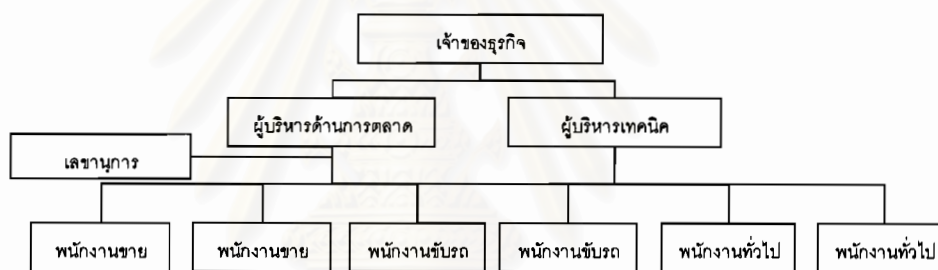 เจ้าของธุรกิจ
ผู้บริหารด้านการตลาด
ผู้บริหารเทคนิค
เลขานุการ
พนักงานขาย
พนักงานขาย
พนักงานขับรถ
พนักงานขับรถ
พนักงานทั่วไป
พนักงานทั่วไป